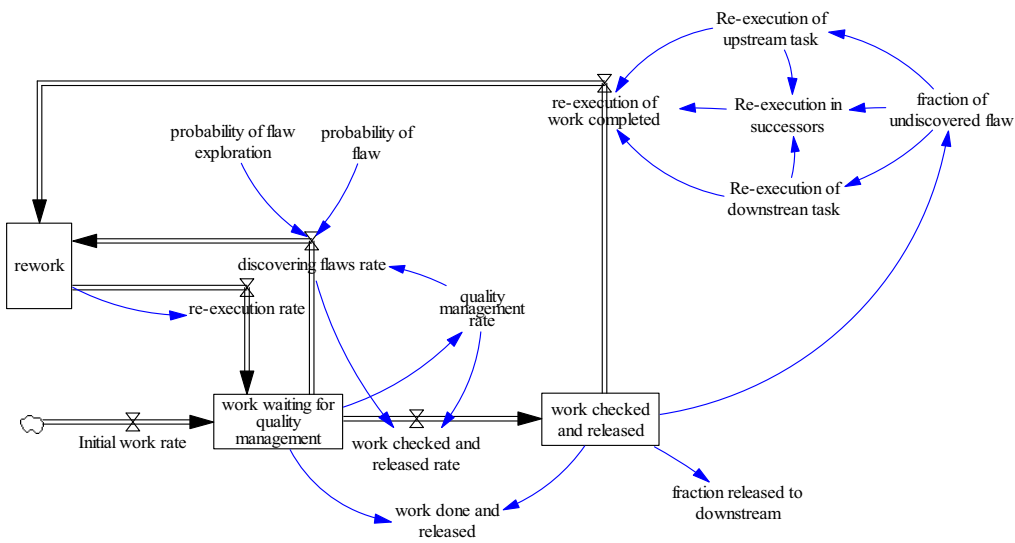 Re-execution of
upstream task
re-execution of
work completed
Re-execution in
successors
fraction of
undiscovered flaw
probability of flaw
exploration
probability of
flaw
Re-execution of
downstrean task
rework
discovering flaws rate
re-execution rate
quality
management
rate
work waiting for
quality
management
work checked
and released
Initial work rate
work checked and
released rate
fraction released to
downstream
work done and
released